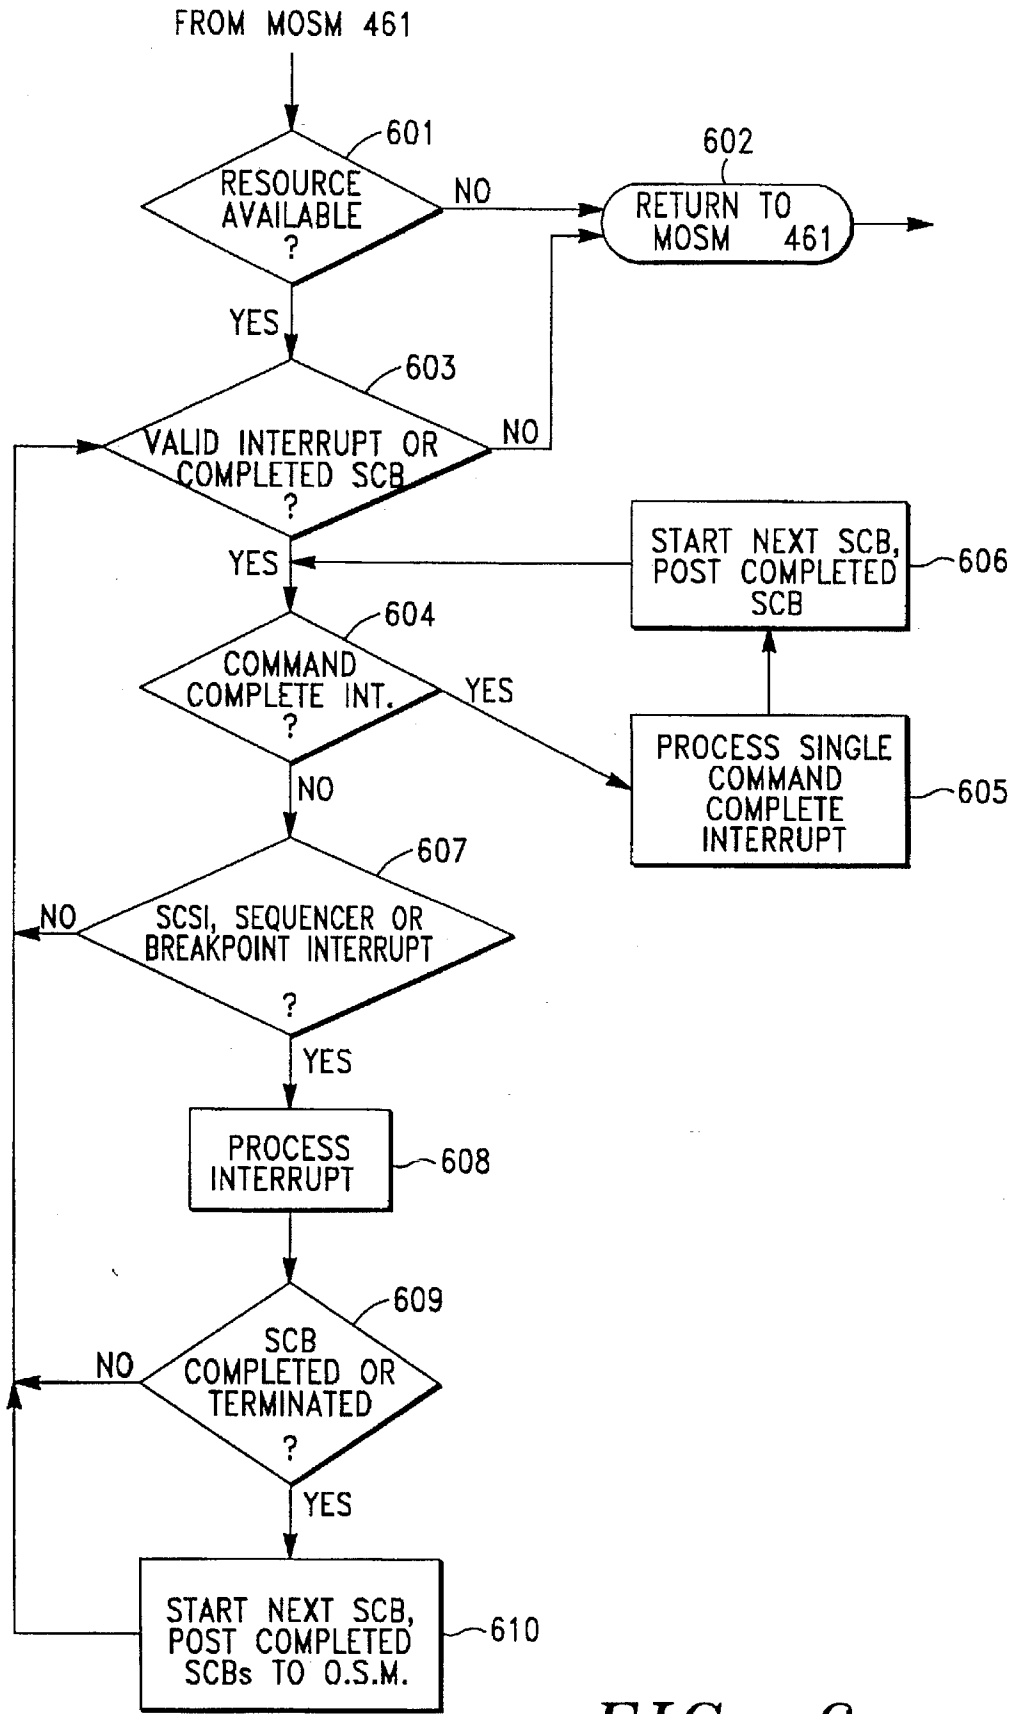 FROM MOSM 461
601
RESOURCE
AVAILABLE
?
NO
602
RETURN TO
MOSM 461
YES
603
VALID INTERRUPT OR
COMPLETED SCB
?
NO
YES
START NEXT SCB,
POST COMPLETED
SCB
606
604
COMMAND
COMPLETE INT.
?
YES
PROCESS SINGLE
COMMAND
COMPLETE
INTERRUPT
605
NO
607
SCSI, SEQUENCER OR
BREAKPOINT INTERRUPT
?
NO
YES
PROCESS
INTERRUPT
608
609
SCB
COMPLETED OR
TERMINATED
?
NO
YES
START NEXT SCB,
POST COMPLETED
SCBs TO O.S.M.
610